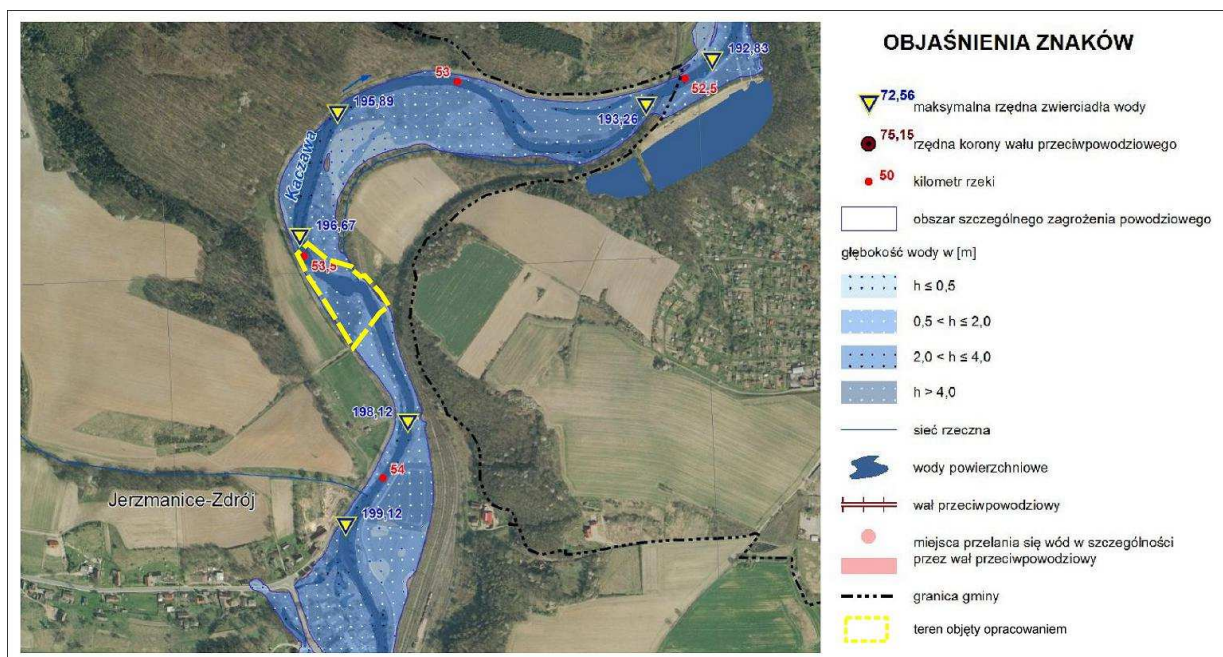 192,83
53
52,5
195,89
193,26
Kaczawa
196,67
53,5
198,12
54
Jerzmanice-Zdrój
199,12
OBJAŚNIENIA ZNAKÓW
72,56
maksymalna rzędna zwierciadła wody
75,15
rzędna korony wału przeciwpowodziowego
50
kilometr rzeki
obszar szczególnego zagrożenia powodziowego
głębokość wody w [m]
h ≤ 0,5
0,5 < h ≤ 2,0
2,0 < h ≤ 4,0
h > 4,0
sieć rzeczna
wody powierzchniowe
wał przeciwpowodziowy
miejsca przelania się wód w szczególności
przez wał przeciwpowodziowy
granica gminy
teren objęty opracowaniem